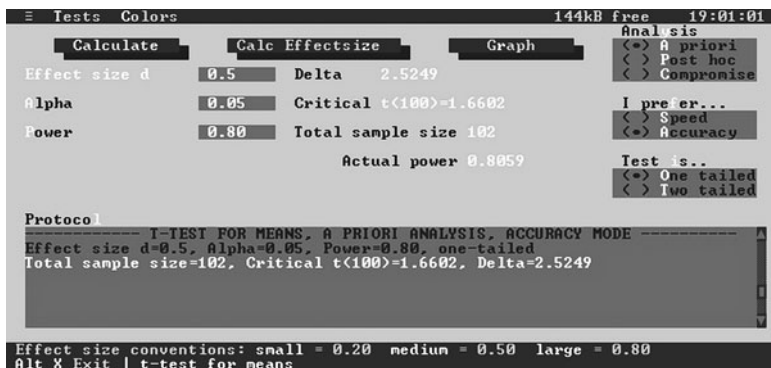 ≡ Tests Colors 144kB free 19:01:01
Calculate Calc Effectsize Graph
Analysis
(•) A priori
( ) Post hoc
( ) Compromise
Effect size d 0.5 Delta 2.5249
Alpha 0.05 Critical t(100)=1.6602
Power 0.80 Total sample size 102
Actual power 0.8059
I prefer...
( ) Speed
(•) Accuracy
Test is..
(•) One tailed
( ) Two tailed
Protocol
------------ T-TEST FOR MEANS, A PRIORI ANALYSIS, ACCURACY MODE ----------
Effect size d=0.5, Alpha=0.05, Power=0.80, one-tailed
Total sample size=102, Critical t(100)=1.6602, Delta=2.5249
Effect size conventions: small = 0.20 medium = 0.50 large = 0.80
Alt X Exit | t-test for means